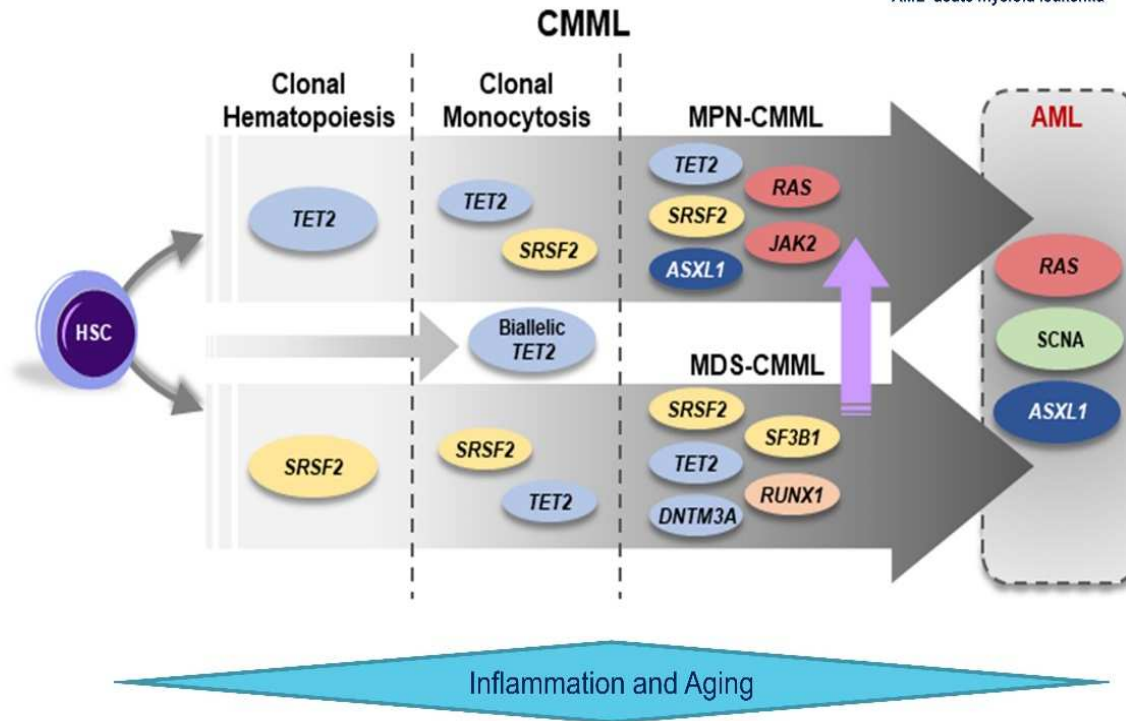 AML acute myeloid leukemia
CMML
Clonal
Hematopoiesis
Clonal
Monocytosis
MPN-CMML
AML
TET2
TET2
SRSF2
TET2
RAS
SRSF2
JAK2
ASXL1
RAS
SCNA
ASXL1
HSC
Biallelic
TET2
MDS-CMML
SRSF2
SRSF2
TET2
SRSF2
SF3B1
TET2
RUNX1
DNTM3A
Inflammation and Aging